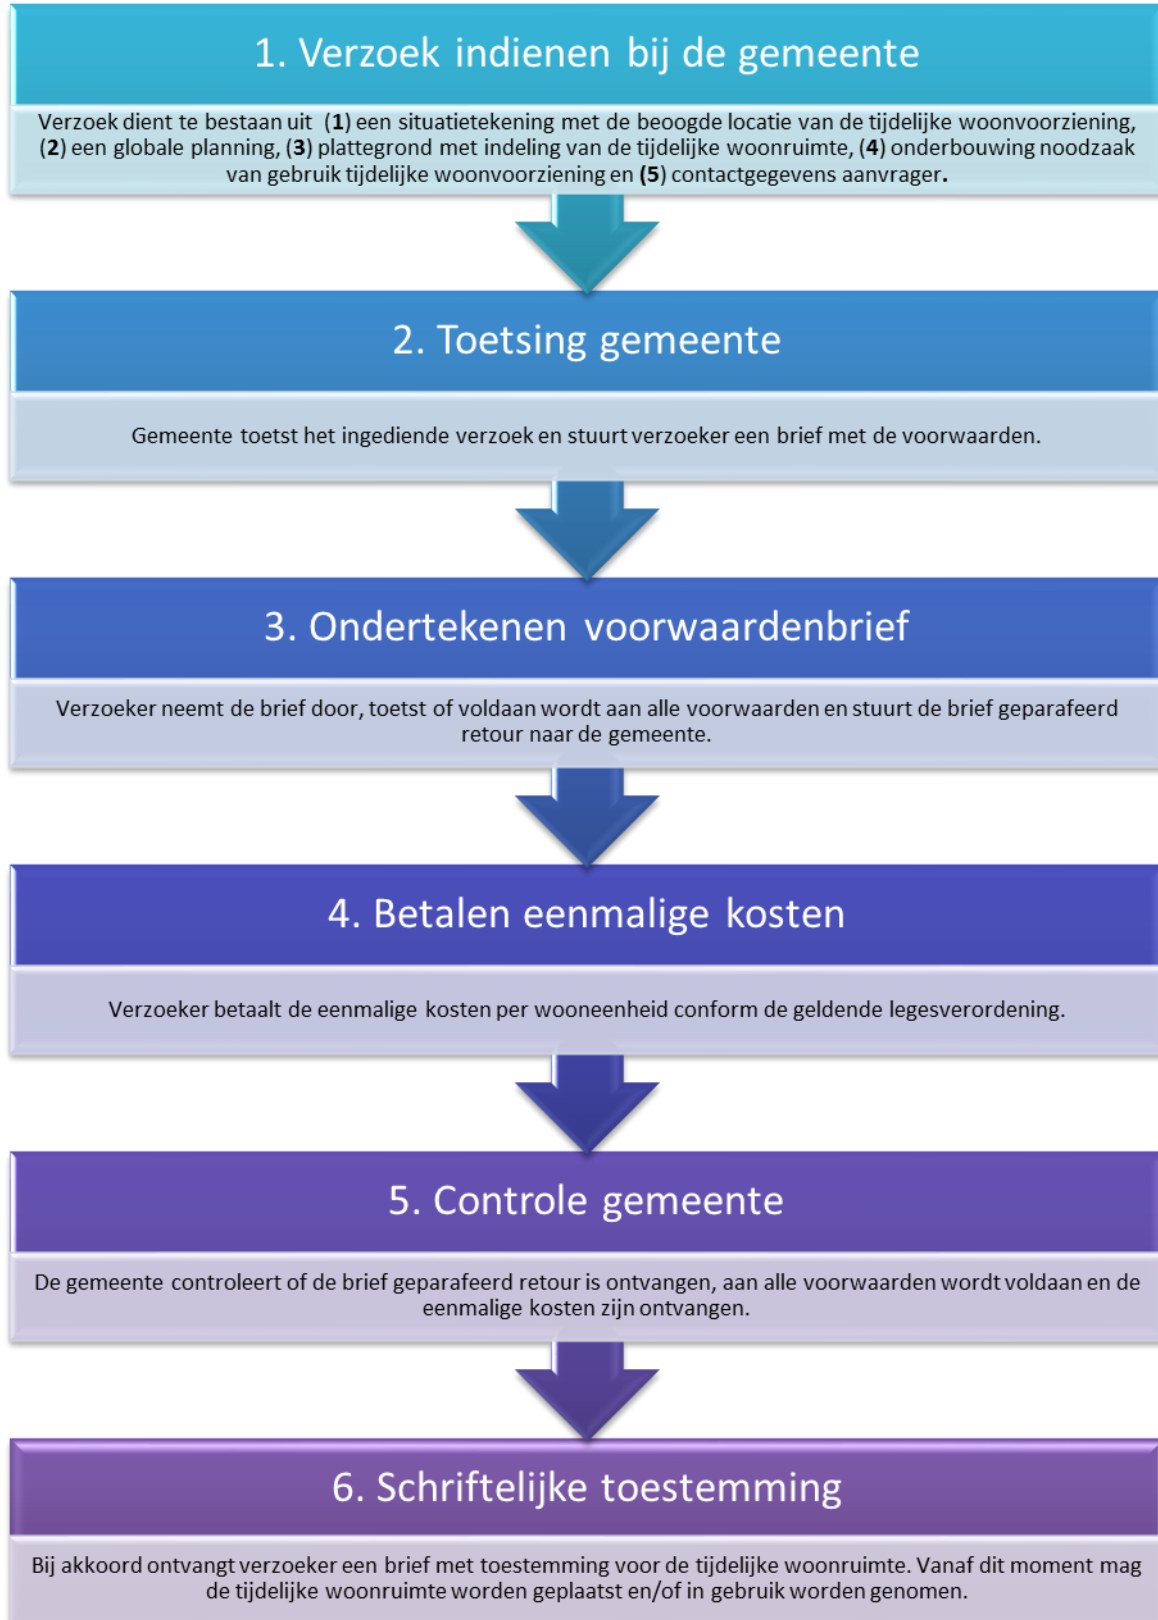 1. Verzoek indienen bij de gemeente
Verzoek dient te bestaan uit (1) een situatietekening met de beoogde locatie van de tijdelijke woonvoorziening,
(2) een globale planning, (3) plattegrond met indeling van de tijdelijke woonruimte, (4) onderbouwing noodzaak
van gebruik tijdelijke woonvoorziening en (5) contactgegevens aanvrager.
2. Toetsing gemeente
Gemeente toetst het ingediende verzoek en stuurt verzoeker een brief met de voorwaarden.
3. Ondertekenen voorwaardenbrief
Verzoeker neemt de brief door, toetst of voldaan wordt aan alle voorwaarden en stuurt de brief geparafeerd
retour naar de gemeente.
4. Betalen eenmalige kosten
Verzoeker betaalt de eenmalige kosten per wooneenheid conform de geldende legesverordening.
5. Controle gemeente
De gemeente controleert of de brief geparafeerd retour is ontvangen, aan alle voorwaarden wordt voldaan en de
eenmalige kosten zijn ontvangen.
6. Schriftelijke toestemming
Bij akkoord ontvangt verzoeker een brief met toestemming voor de tijdelijke woonruimte. Vanaf dit moment mag
de tijdelijke woonruimte worden geplaatst en/of in gebruik worden genomen.